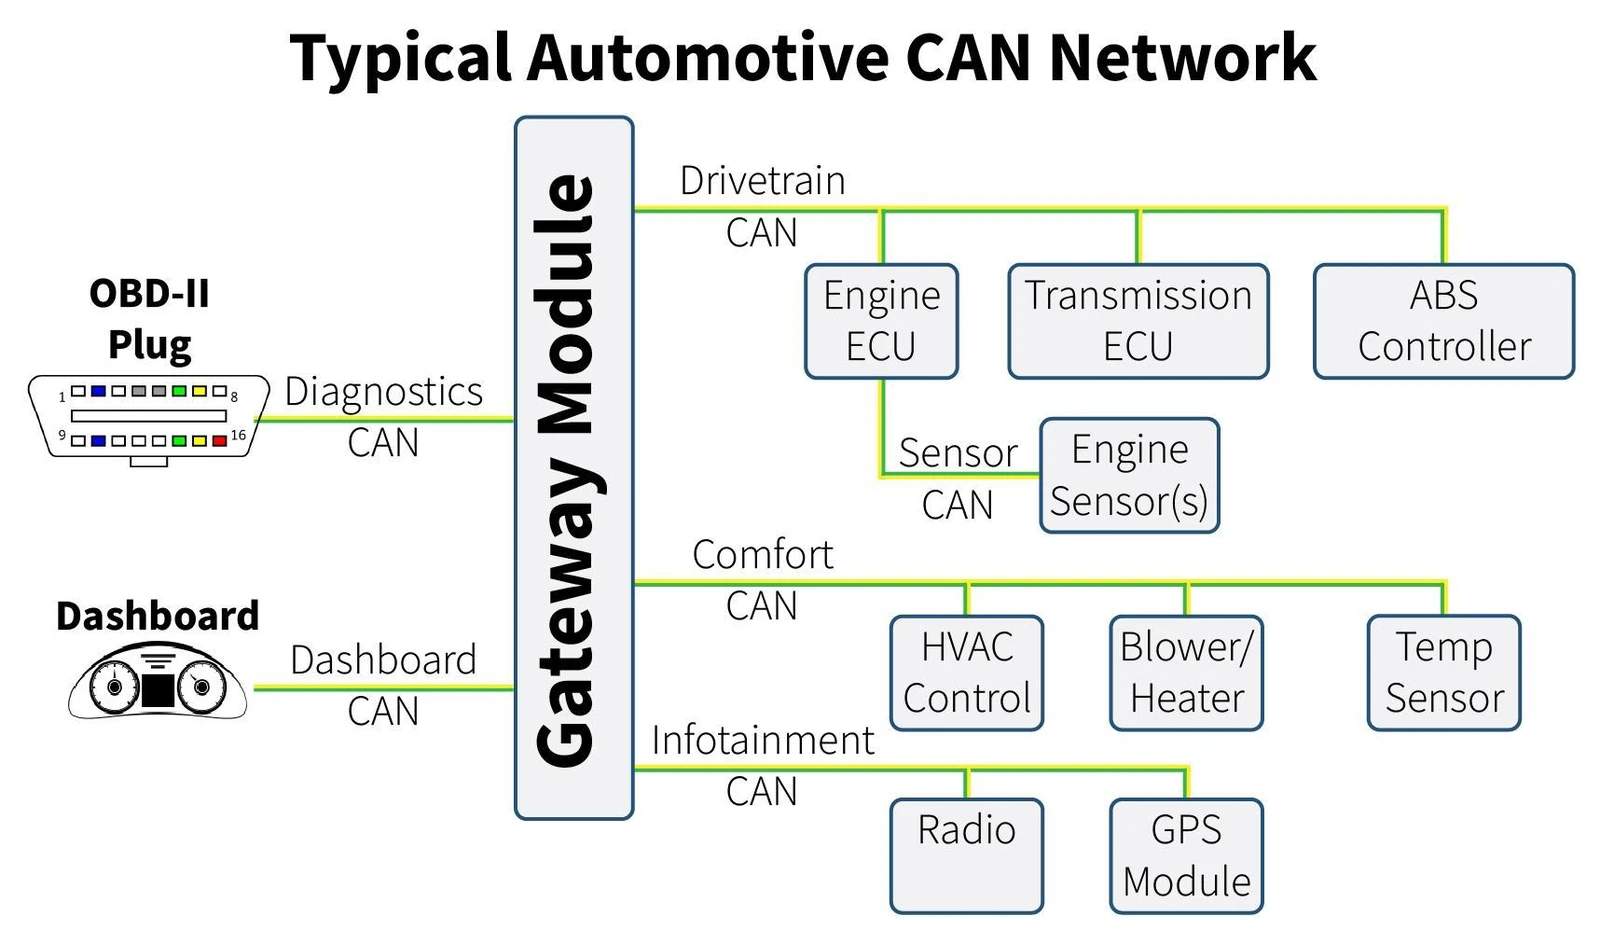 Typical Automotive CAN Network
Gateway Module
OBD-II
Plug
1
8
9
16
Diagnostics
CAN
Dashboard
Dashboard
CAN
Drivetrain
CAN
Engine
ECU
Transmission
ECU
ABS
Controller
Sensor
CAN
Engine
Sensor(s)
Comfort
CAN
HVAC
Control
Blower/
Heater
Temp
Sensor
Infotainment
CAN
Radio
GPS
Module